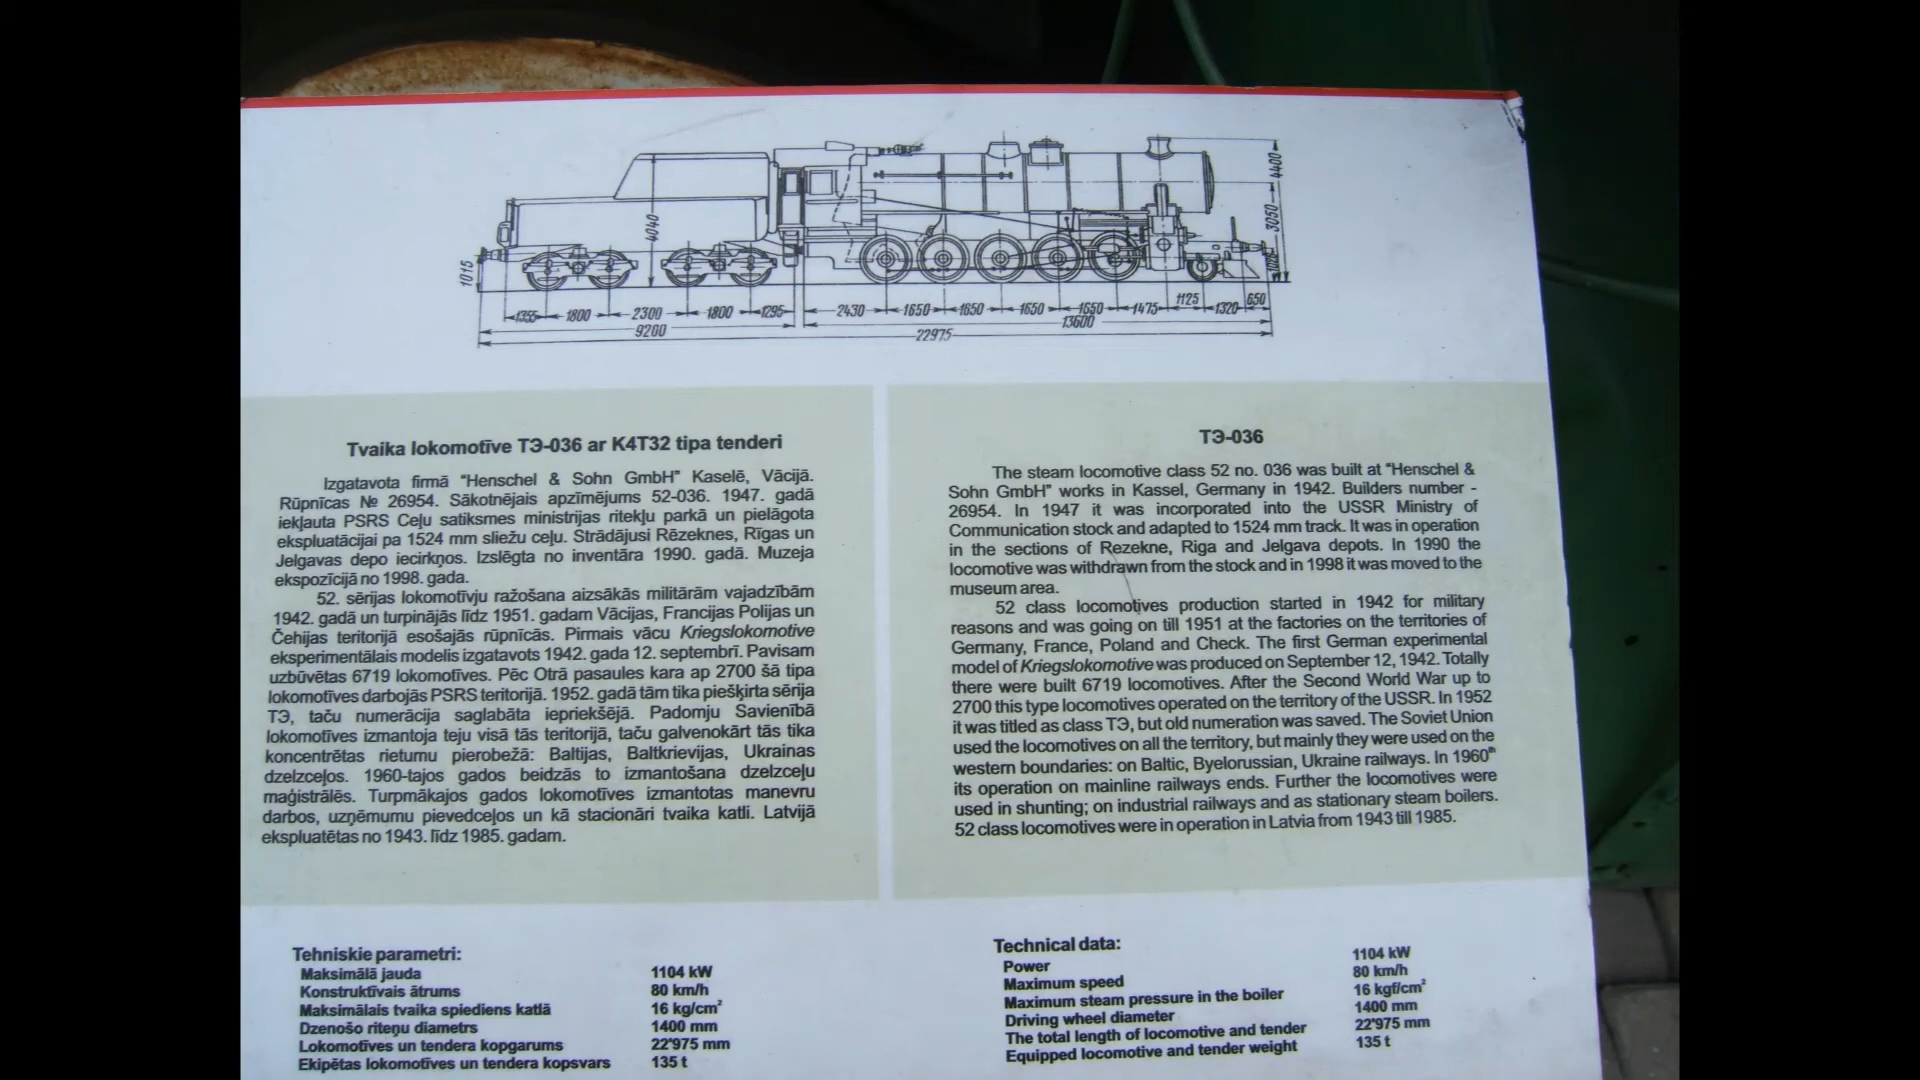 4400
3050
1025
4040
1015
1355 1800 2300 1800 1295 2430 1650 1650 1650 1650 1475 1125 1320 650
9200 13600
22975
Tvaika lokomotīve TЭ-036 ar K4T32 tipa tenderi
Izgatavota firmā “Henschel & Sohn GmbH” Kaselē, Vācijā.
Rūpnīcas № 26954. Sākotnējais apzīmējums 52-036. 1947. gadā
iekļauta PSRS Ceļu satiksmes ministrijas ritekļu parkā un pielāgota
ekspluatācijai pa 1524 mm sliežu ceļu. Strādājusi Rēzeknes, Rīgas un
Jelgavas depo iecirkņos. Izslēgta no inventāra 1990. gadā. Muzeja
ekspozīcijā no 1998. gada.
52. sērijas lokomotīvju ražošana aizsākās militārām vajadzībām
1942. gadā un turpinājās līdz 1951. gadam Vācijas, Francijas Polijas un
Čehijas teritorijā esošajās rūpnīcās. Pirmais vācu Kriegslokomotive
eksperimentālais modelis izgatavots 1942. gada 12. septembrī. Pavisam
uzbūvētas 6719 lokomotīves. Pēc Otrā pasaules kara ap 2700 šā tipa
lokomotīves darbojās PSRS teritorijā. 1952. gadā tām tika piešķirta sērija
TЭ, taču numerācija saglabāta iepriekšējā. Padomju Savienībā
lokomotīves izmantoja teju visā tās teritorijā, taču galvenokārt tās tika
koncentrētas rietumu pierobežā: Baltijas, Baltkrievijas, Ukrainas
dzelzceļos. 1960-tajos gados beidzās to izmantošana dzelzceļu
maģistrālēs. Turpmākajos gados lokomotīves izmantotas manevru
darbos, uzņēmumu pievedceļos un kā stacionāri tvaika katli. Latvijā
ekspluatētas no 1943. līdz 1985. gadam.
TЭ-036
The steam locomotive class 52 no. 036 was built at “Henschel &
Sohn GmbH” works in Kassel, Germany in 1942. Builders number -
26954. In 1947 it was incorporated into the USSR Ministry of
Communication stock and adapted to 1524 mm track. It was in operation
in the sections of Rezekne, Riga and Jelgava depots. In 1990 the
locomotive was withdrawn from the stock and in 1998 it was moved to the
museum area.
52 class locomotives production started in 1942 for military
reasons and was going on till 1951 at the factories on the territories of
Germany, France, Poland and Check. The first German experimental
model of Kriegslokomotive was produced on September 12, 1942. Totally
there were built 6719 locomotives. After the Second World War up to
2700 this type locomotives operated on the territory of the USSR. In 1952
it was titled as class TЭ, but old numeration was saved. The Soviet Union
used the locomotives on all the territory, but mainly they were used on the
western boundaries: on Baltic, Byelorussian, Ukraine railways. In 1960th
its operation on mainline railways ends. Further the locomotives were
used in shunting; on industrial railways and as stationary steam boilers.
52 class locomotives were in operation in Latvia from 1943 till 1985.
Tehniskie parametri:
Maksimālā jauda 1104 kW
Konstruktīvais ātrums 80 km/h
Maksimālais tvaika spiediens katlā 16 kg/cm²
Dzenošo riteņu diametrs 1400 mm
Lokomotīves un tendera kopgarums 22'975 mm
Ekipētas lokomotīves un tendera kopsvars 135 t
Technical data:
Power 1104 kW
Maximum speed 80 km/h
Maximum steam pressure in the boiler 16 kgf/cm²
Driving wheel diameter 1400 mm
The total length of locomotive and tender 22'975 mm
Equipped locomotive and tender weight 135 t